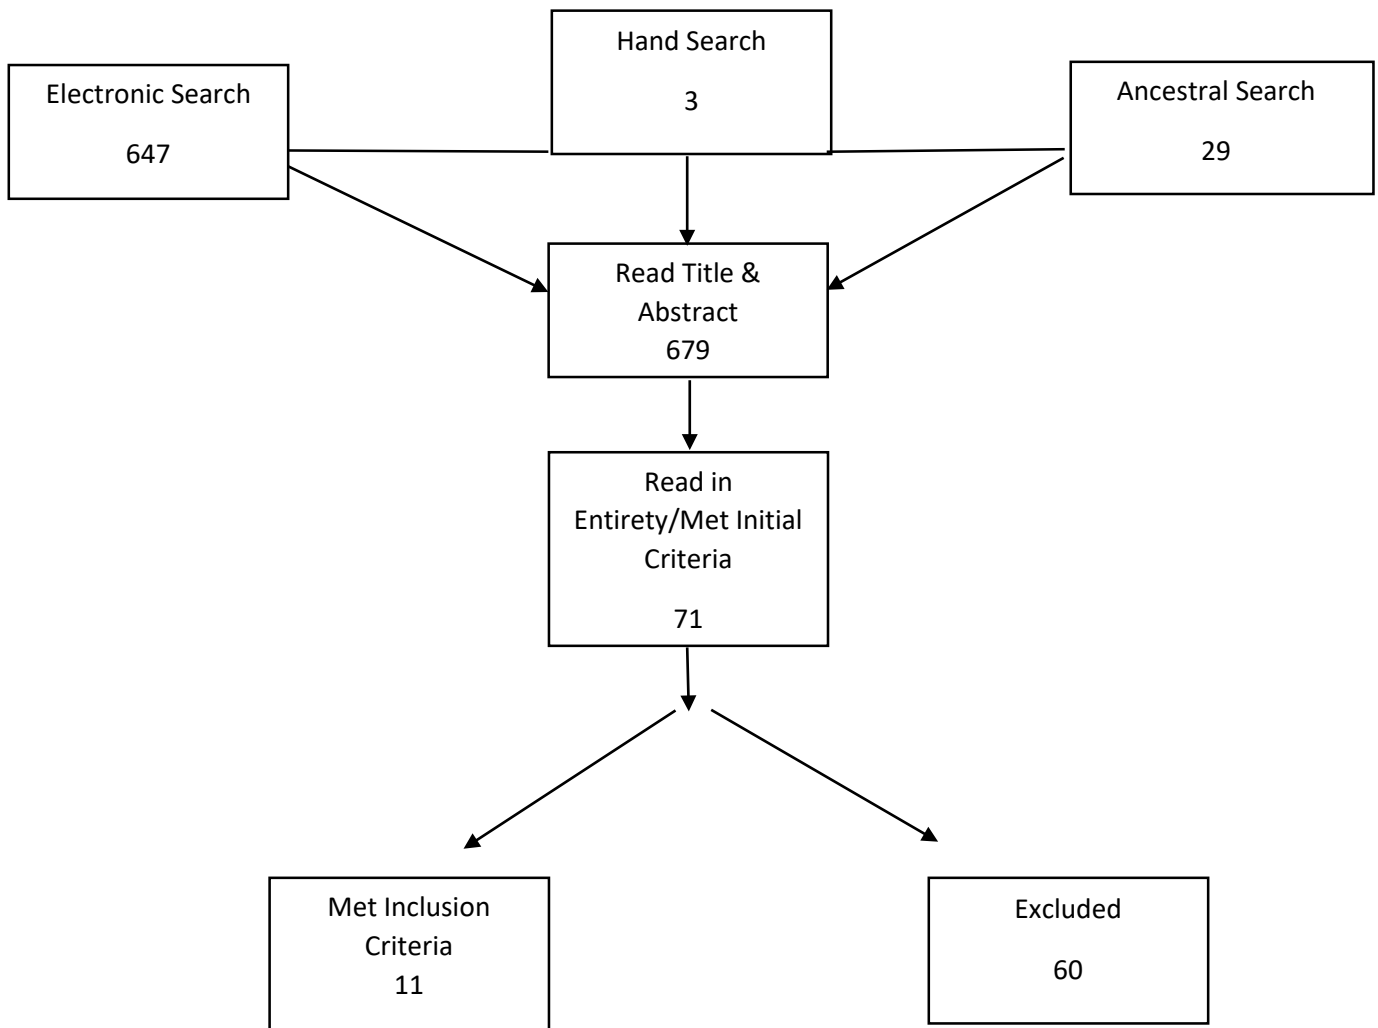 Hand Search
3
Electronic Search
647
Ancestral Search
29
Read Title &
Abstract
679
Read in
Entirety/Met Initial
Criteria
71
Met Inclusion
Criteria
11
Excluded
60